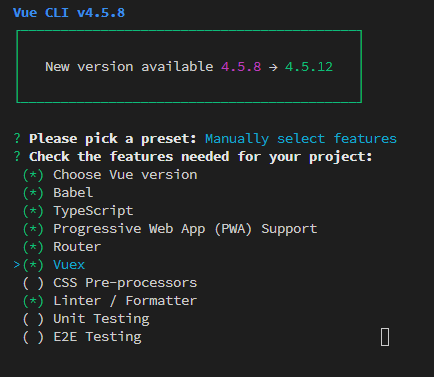 Vue CLI v4.5.8
New version available 4.5.8 → 4.5.12
? Please pick a preset: Manually select features
? Check the features needed for your project:
(*) Choose Vue version
(*) Babel
(*) TypeScript
(*) Progressive Web App (PWA) Support
(*) Router
>(*) Vuex
( ) CSS Pre-processors
(*) Linter / Formatter
( ) Unit Testing
( ) E2E Testing